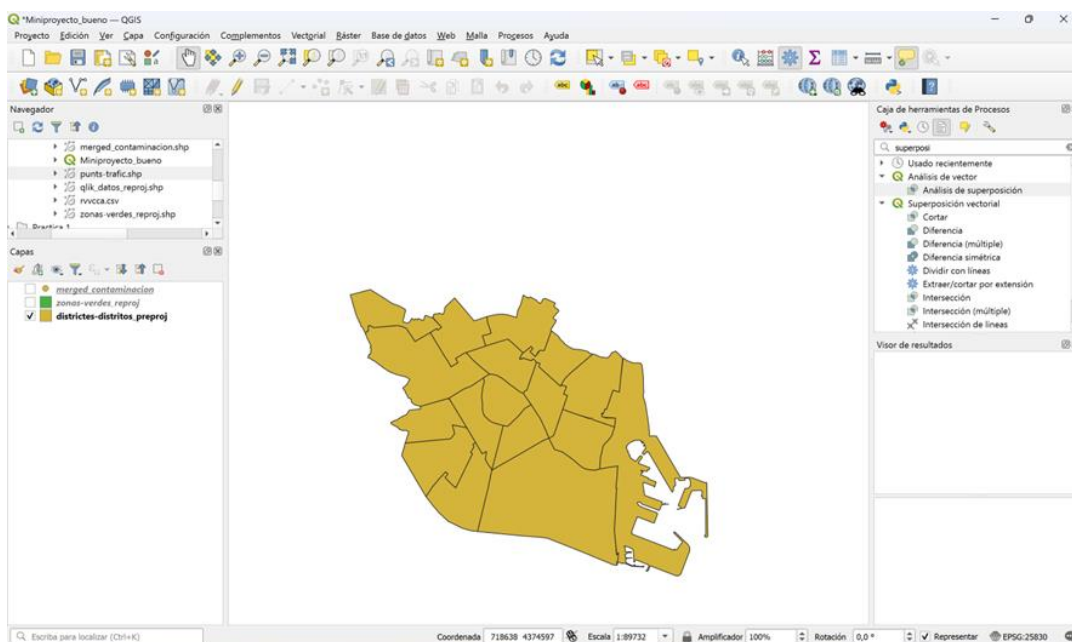 *Miniproyecto_bueno — QGIS
Proyecto Edición Ver Capa Configuración Complementos Vectorial Ráster Base de datos Web Malla Procesos Ayuda
Navegador
merged_contaminacion.shp
Miniproyecto_bueno
punts-trafic.shp
qlik_datos_reproj.shp
rvvcca.csv
zonas-verdes_reproj.shp
Practica 1
Capas
merged_contaminacion
zonas-verdes_reproj
districtes-distritos_preproj
Caja de herramientas de Procesos
superposi
Usado recientemente
Análisis de vector
Análisis de superposición
Superposición vectorial
Cortar
Diferencia
Diferencia (múltiple)
Diferencia simétrica
Dividir con líneas
Extraer/cortar por extensión
Intersección
Intersección (múltiple)
Intersección de líneas
Visor de resultados
Escriba para localizar (Ctrl+K)
Coordenada 718638 4374597 Escala 1:89732 Amplificador 100% Rotación 0,0 ° Representar EPSG:25830